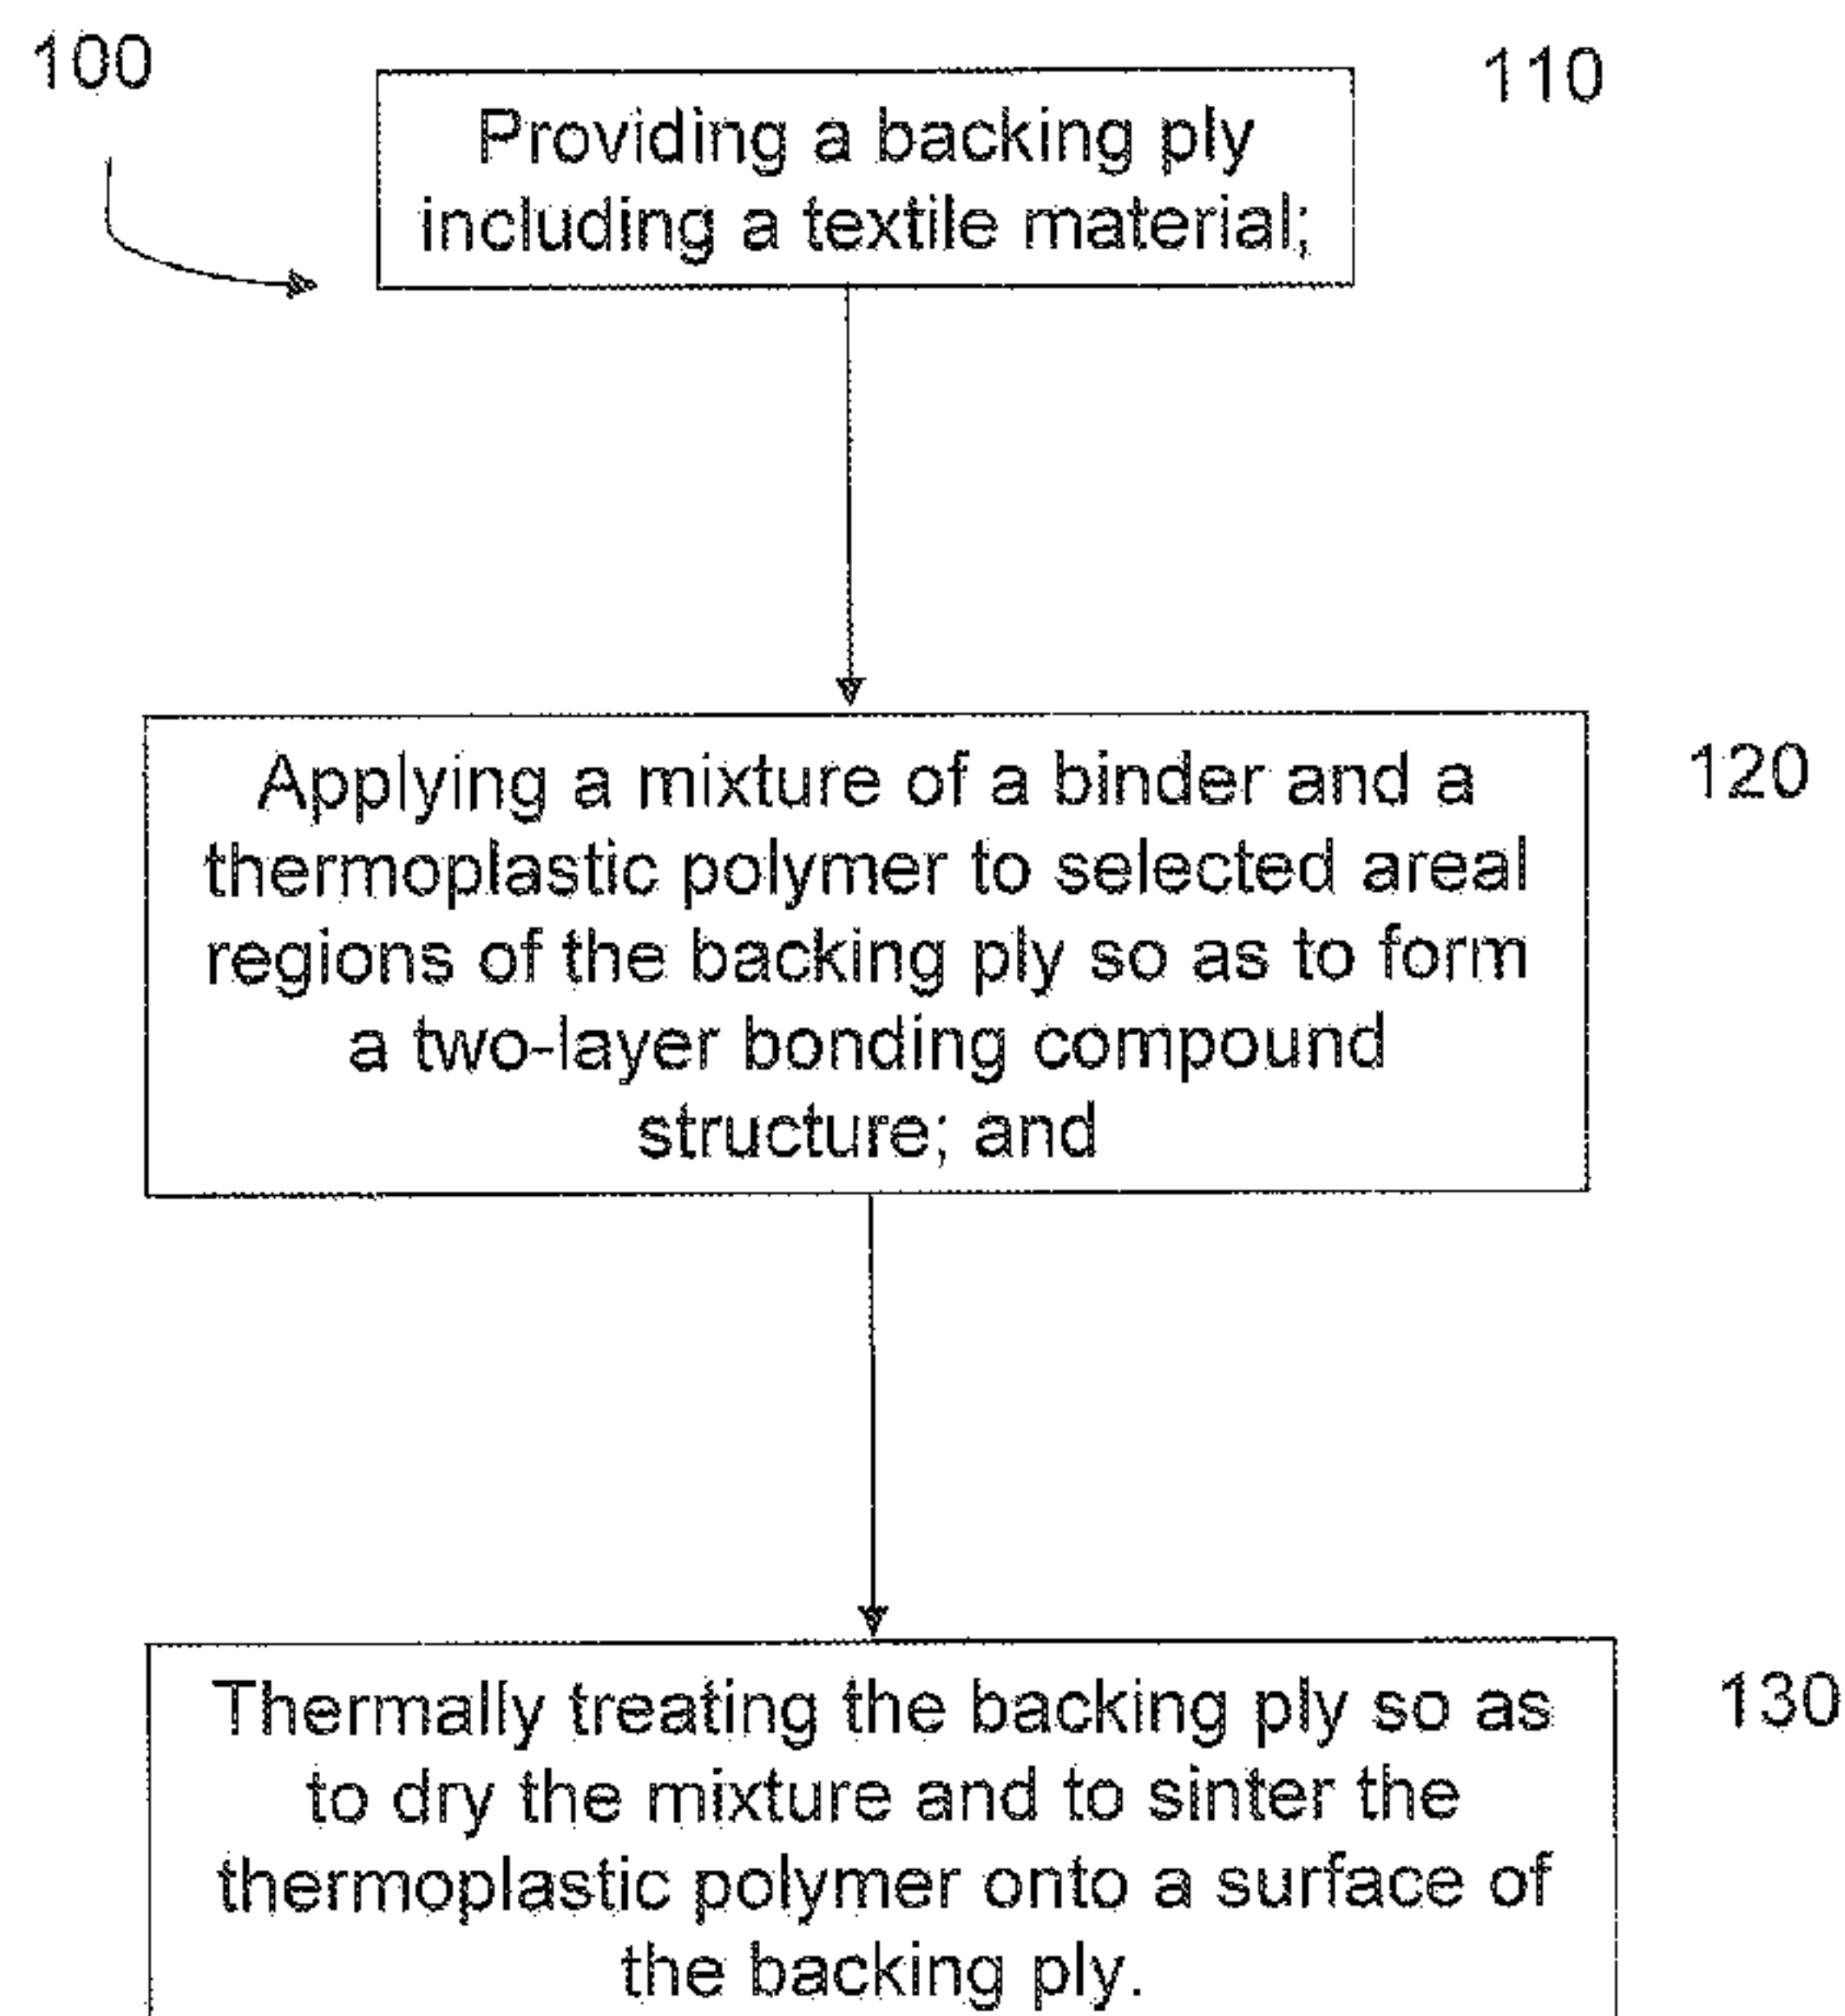 100
110
Providing a backing ply
including a textile material;
120
Applying a mixture of a binder and a
thermoplastic polymer to selected areal
regions of the backing ply so as to form
a two-layer bonding compound
structure; and
130
Thermally treating the backing ply so as
to dry the mixture and to sinter the
thermoplastic polymer onto a surface of
the backing ply.